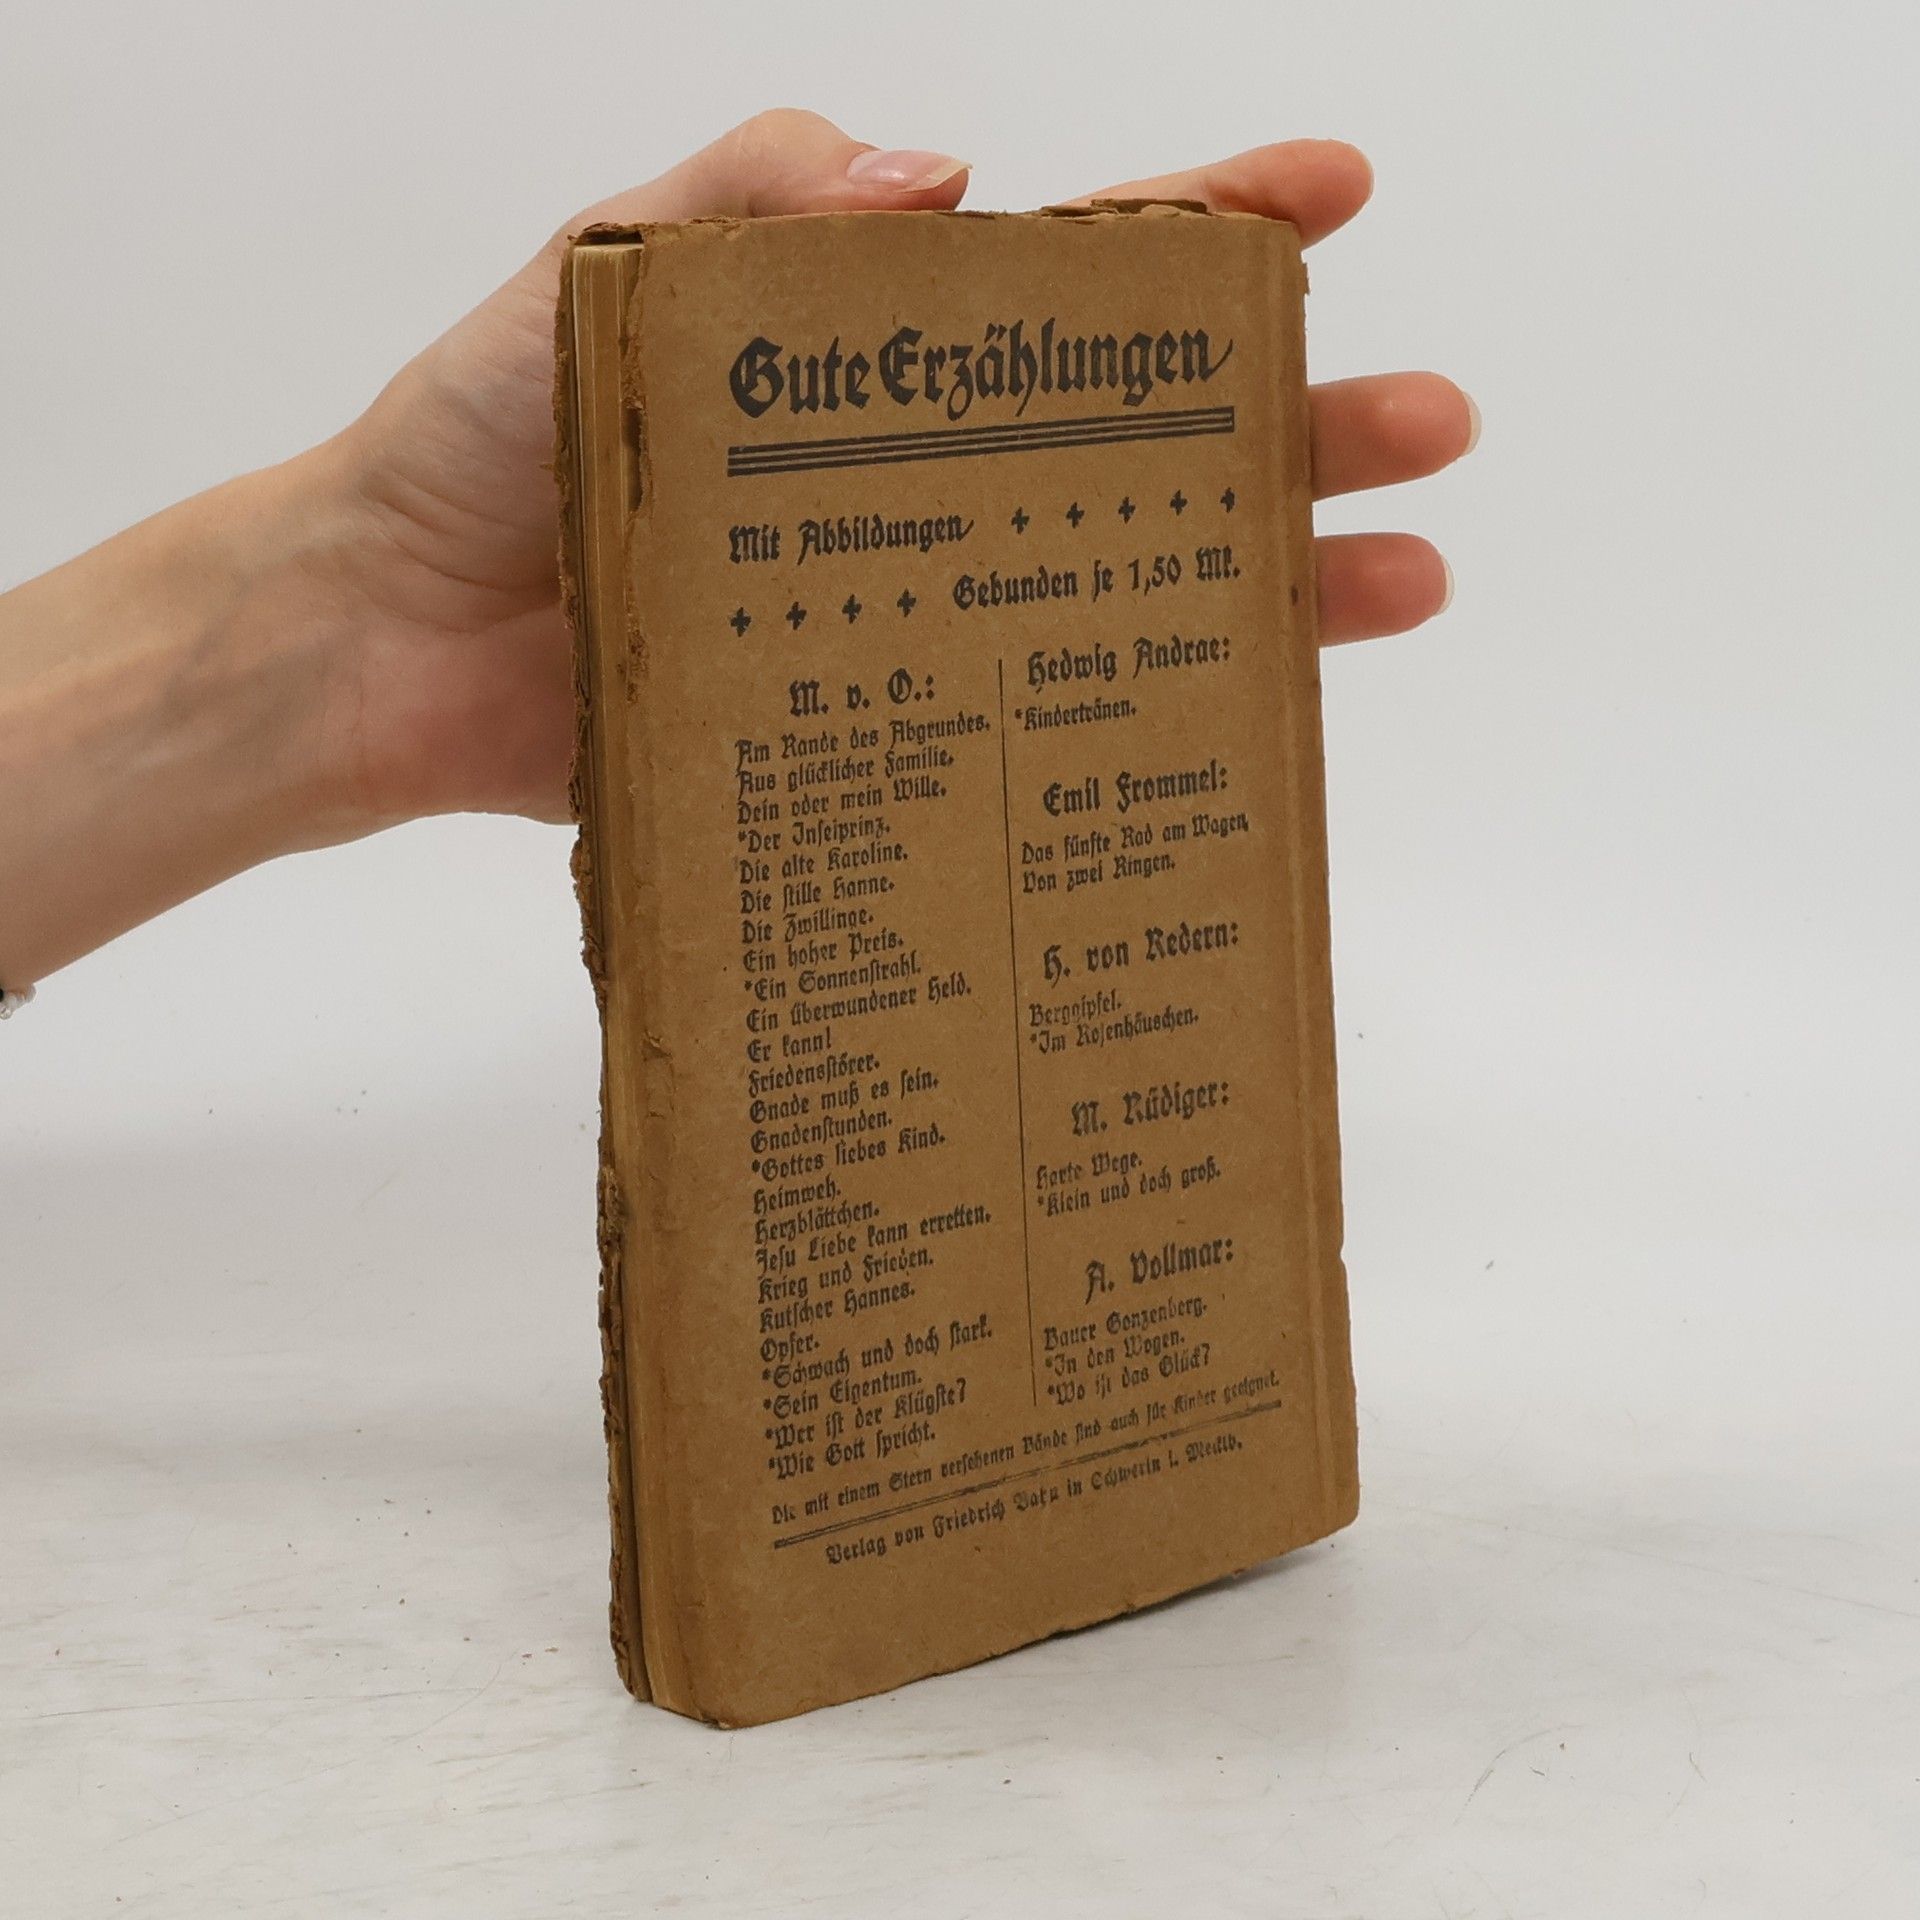 Gute Erzählungen
Mit Abbildungen
Gebunden je 1,50 Mk.
M. v. O.:
Am Rande des Abgrundes.
Aus glücklicher Familie.
Dein oder mein Wille.
*Der Inselprinz.
Die alte Karoline.
Die stille Hanne.
Die Zwillinge.
Ein hoher Preis.
*Ein Sonnenstrahl.
Ein überwundener Held.
Er kann!
Friedensstörer.
Gnade muß es sein.
Gnadenstunden.
*Gottes liebes Kind.
Heimweh.
Herzblättchen.
Jesu Liebe kann erretten.
Krieg und Frieden.
Kutscher Hannes.
Opfer.
*Schwach und doch stark.
*Sein Eigentum.
*Wer ist der Klügste?
*Wie Gott spricht.
Hedwig Andrae:
*Kindertränen.
Emil Frommel:
Das fünfte Rad am Wagen.
Von zwei Ringen.
H. von Redern:
Berggipfel.
*Im Rosenhäuschen.
M. Rüdiger:
Harte Wege.
*Klein und doch groß.
A. Vollmar:
Bauer Gonzenberg.
*In den Wogen.
*Wo ist das Glück?
Die mit einem Stern versehenen Bände sind auch für Kinder geeignet.
Verlag von Friedrich Bahn in Schwerin i. Mecklb.